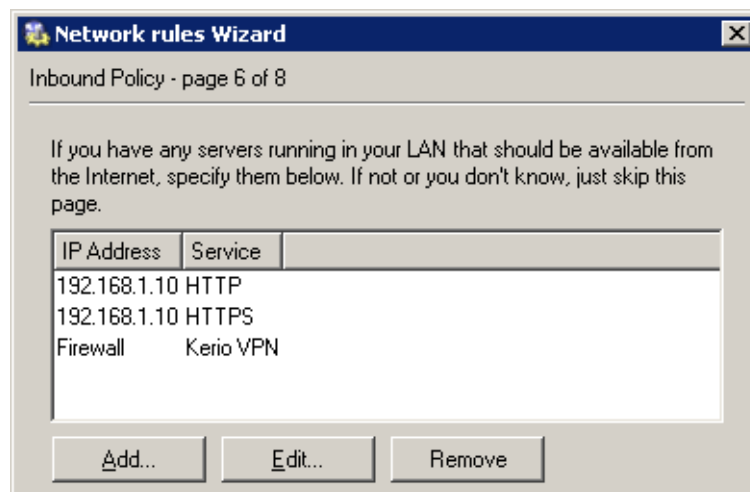 Network rules Wizard
Inbound Policy - page 6 of 8
If you have any servers running in your LAN that should be available from
the Internet, specify them below. If not or you don't know, just skip this
page.
IP Address Service
192.168.1.10 HTTP
192.168.1.10 HTTPS
Firewall Kerio VPN
Add... Edit... Remove